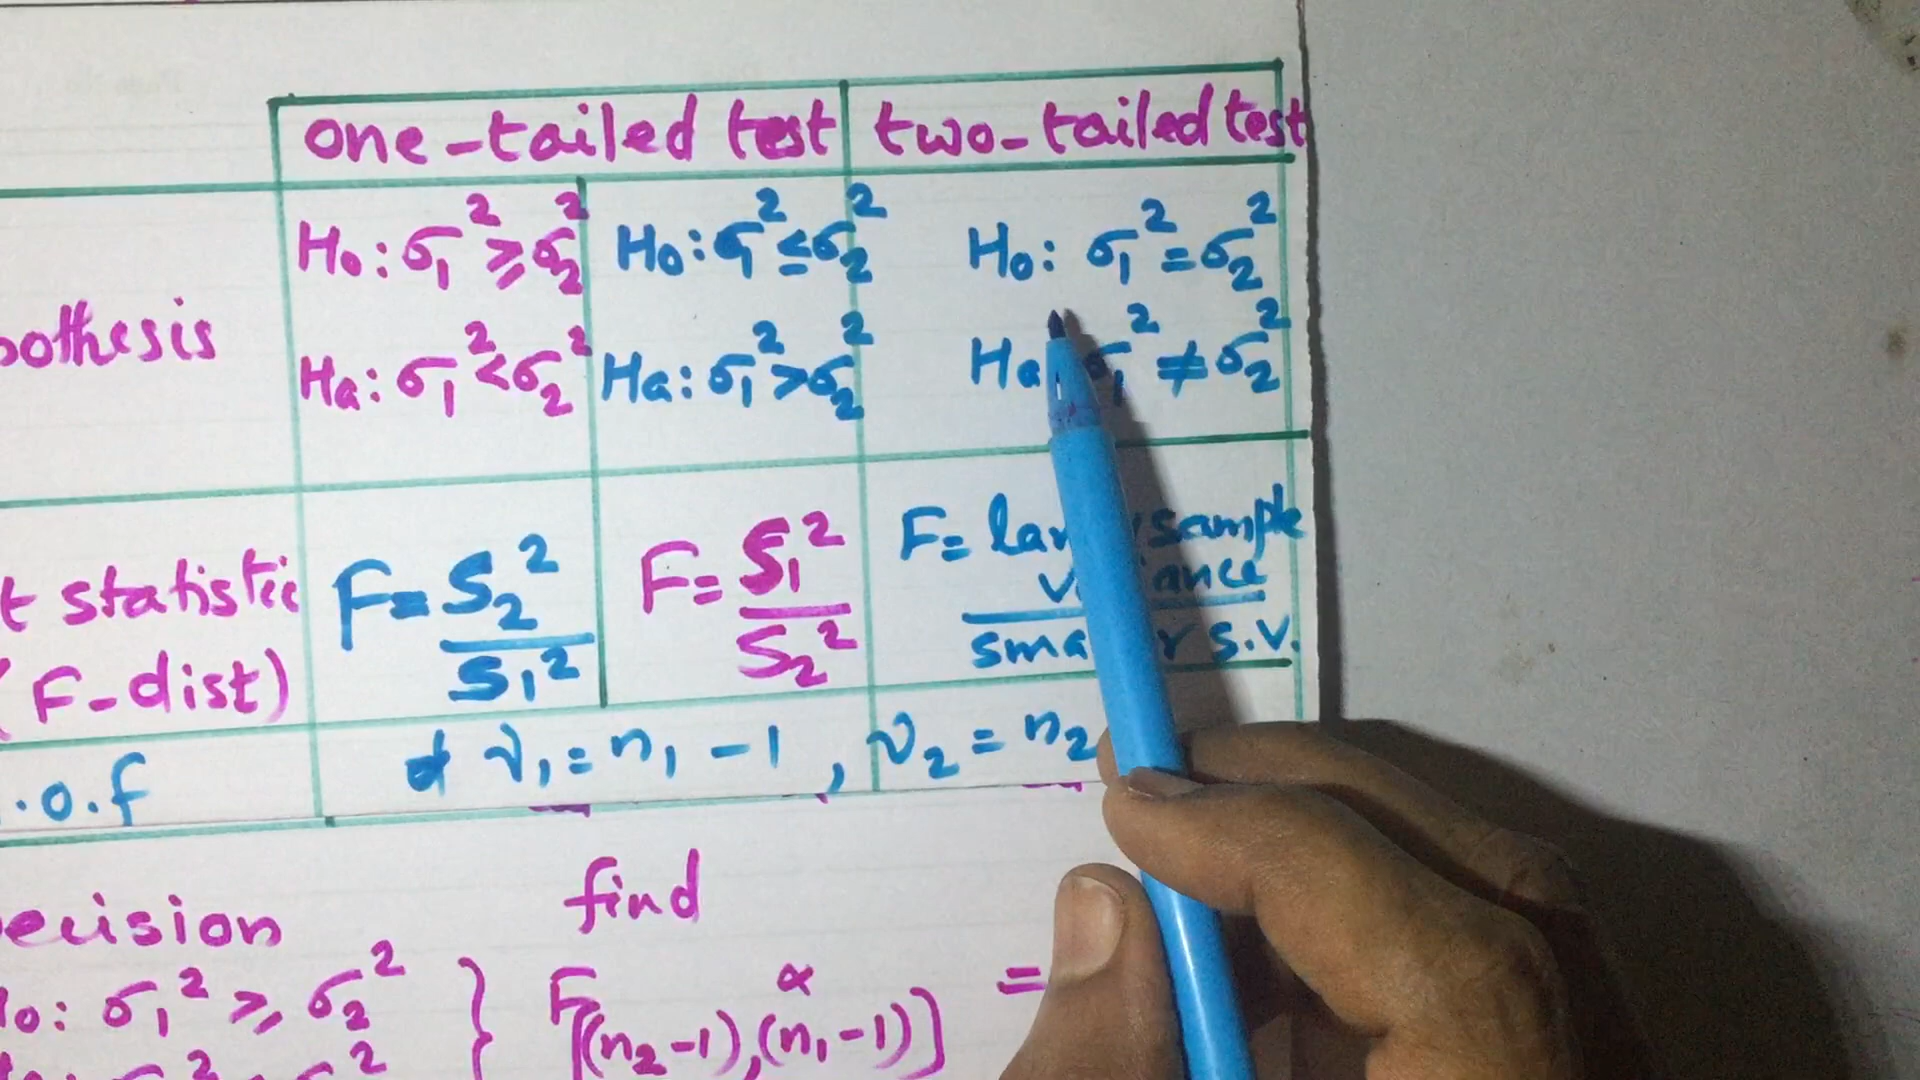 one-tailed test two-tailed test
H₀: σ₁² ≥ σ₂² H₀: σ₁² ≤ σ₂² H₀: σ₁² = σ₂²
pothesis
Ha: σ₁² < σ₂² Ha: σ₁² > σ₂² Ha σ₁² ≠ σ₂²
t statistic F = S₂²/S₁² F = S₁²/S₂² F = sample / s.v.
(F-dist)
.o.f ν₁ = n₁ - 1, ν₂ = n₂
ecision find
o: σ₁² ≥ σ₂² } F[(n₂-1), (n₁-1)] α =